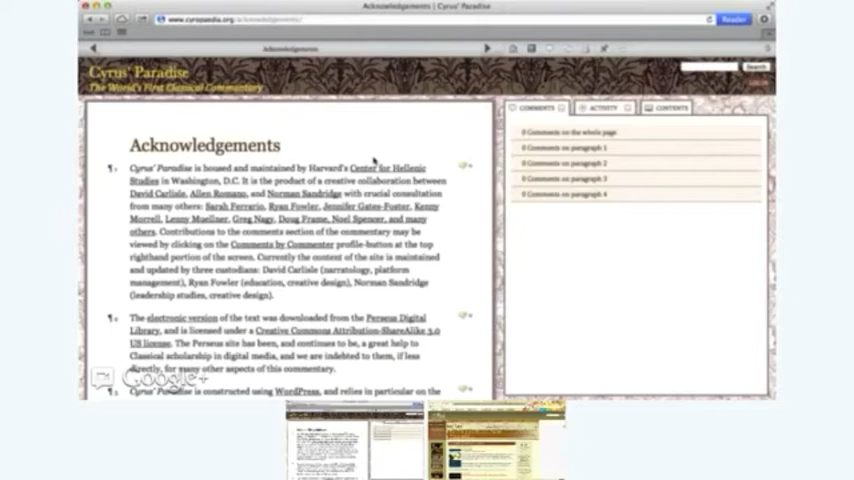 Acknowledgements | Cyrus' Paradise
www.cyropaedia.org/acknowledgements/
Reader
Acknowledgements
Cyrus' Paradise
The World's First Classical Commentary
Search
LOG IN
COMMENTS
ACTIVITY
CONTENTS
Acknowledgements
¶ 1 Cyrus' Paradise is housed and maintained by Harvard's Center for Hellenic
Studies in Washington, D.C. It is the product of a creative collaboration between
David Carlisle, Allen Romano, and Norman Sandridge with crucial consultation
from many others: Sarah Ferrario, Ryan Fowler, Jennifer Gates-Foster, Kenny
Morrell, Lenny Muellner, Greg Nagy, Doug Frame, Noel Spencer, and many
others. Contributions to the comments section of the commentary may be
viewed by clicking on the Comments by Commenter profile-button at the top
righthand portion of the screen. Currently the content of the site is maintained
and updated by three custodians: David Carlisle (narratology, platform
management), Ryan Fowler (education, creative design), Norman Sandridge
(leadership studies, creative design).
¶ 2 The electronic version of the text was downloaded from the Perseus Digital
Library, and is licensed under a Creative Commons Attribution-ShareAlike 3.0
US license. The Perseus site has been, and continues to be, a great help to
Classical scholarship in digital media, and we are indebted to them, if less
directly, for many other aspects of this commentary.
¶ 3 Cyrus' Paradise is constructed using WordPress, and relies in particular on the
0 Comments on the whole page
0 Comments on paragraph 1
0 Comments on paragraph 2
0 Comments on paragraph 3
0 Comments on paragraph 4
Google+